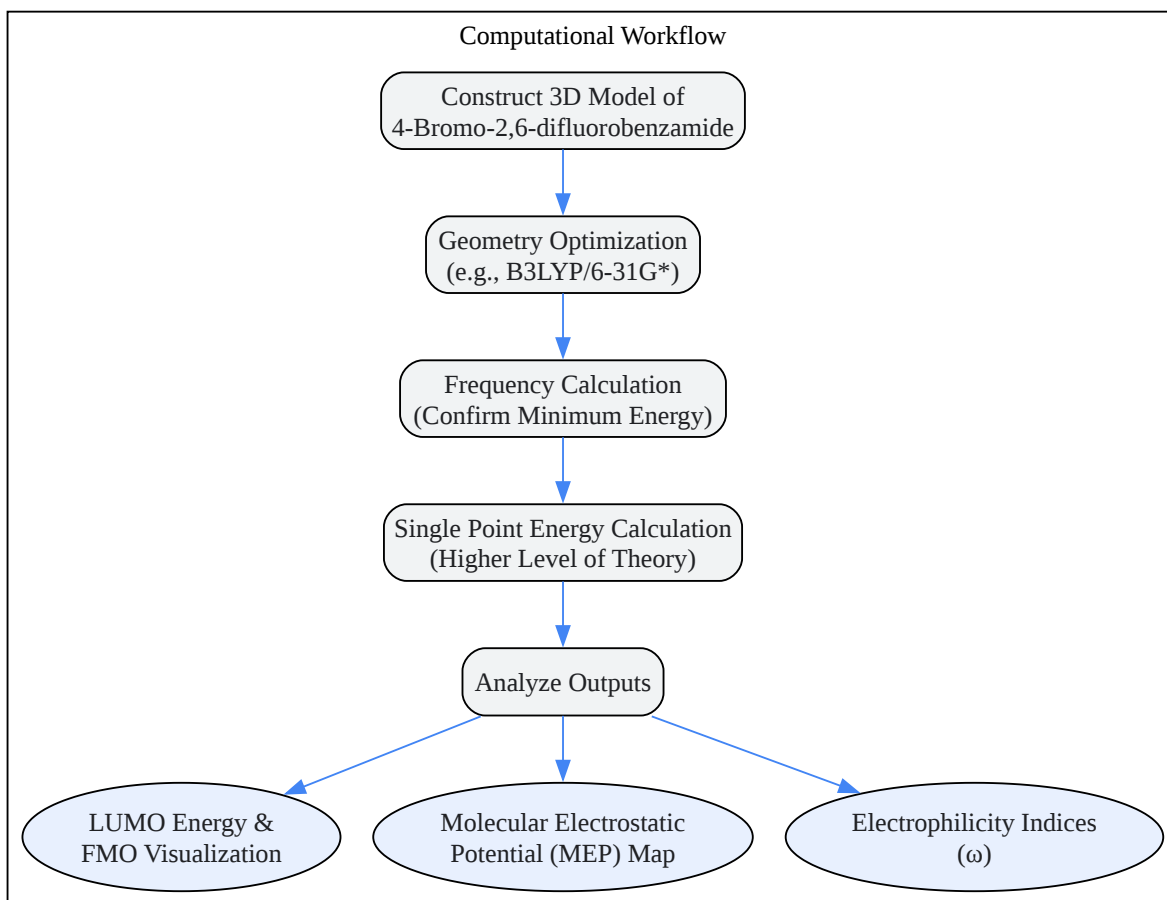 Computational Workflow
Construct 3D Model of
4-Bromo-2,6-difluorobenzamide
Geometry Optimization
(e.g., B3LYP/6-31G*)
Frequency Calculation
(Confirm Minimum Energy)
Single Point Energy Calculation
(Higher Level of Theory)
Analyze Outputs
LUMO Energy &
FMO Visualization
Molecular Electrostatic
Potential (MEP) Map
Electrophilicity Indices
(ω)